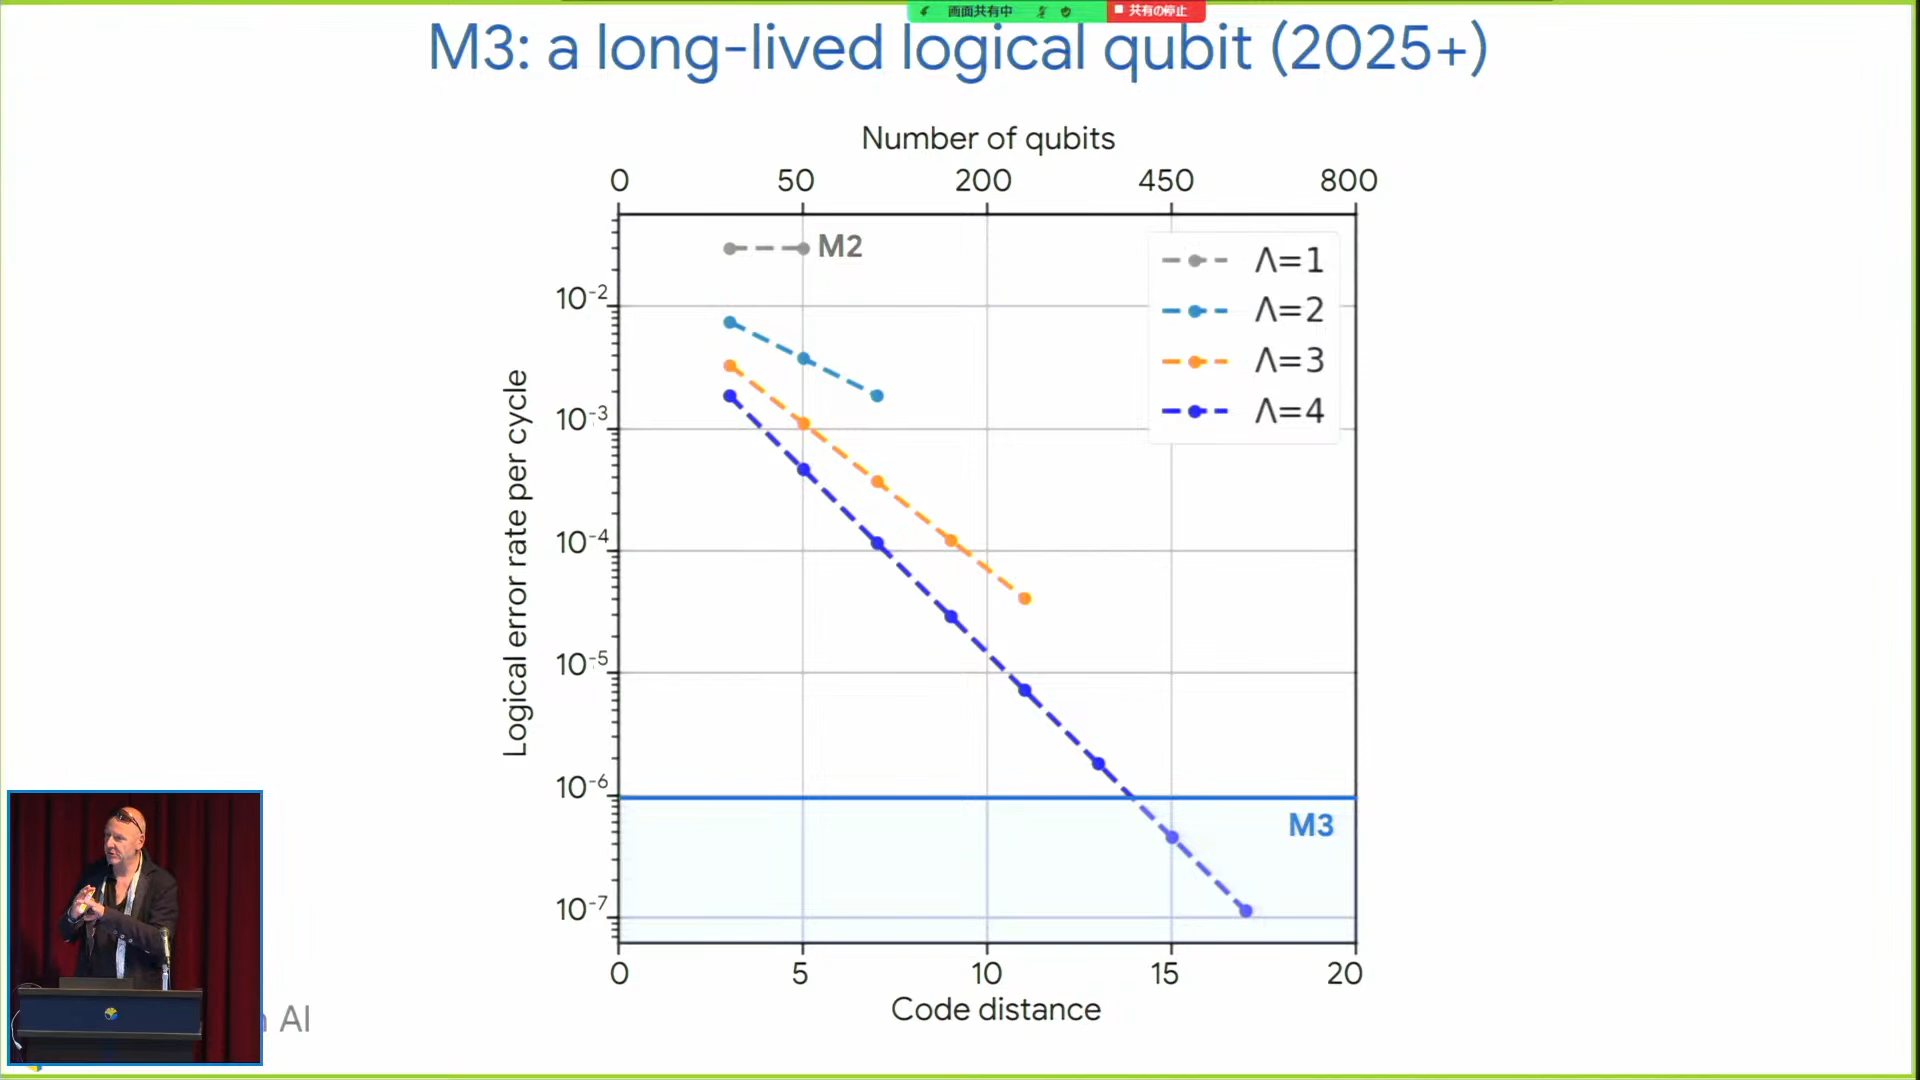 画面共有中
共有の停止
M3: a long-lived logical qubit (2025+)
Number of qubits
0 50 200 450 800
M2
Λ=1
Λ=2
Λ=3
Λ=4
Logical error rate per cycle
10-2
10-3
10-4
10-5
10-6
10-7
M3
0 5 10 15 20
Code distance
AI